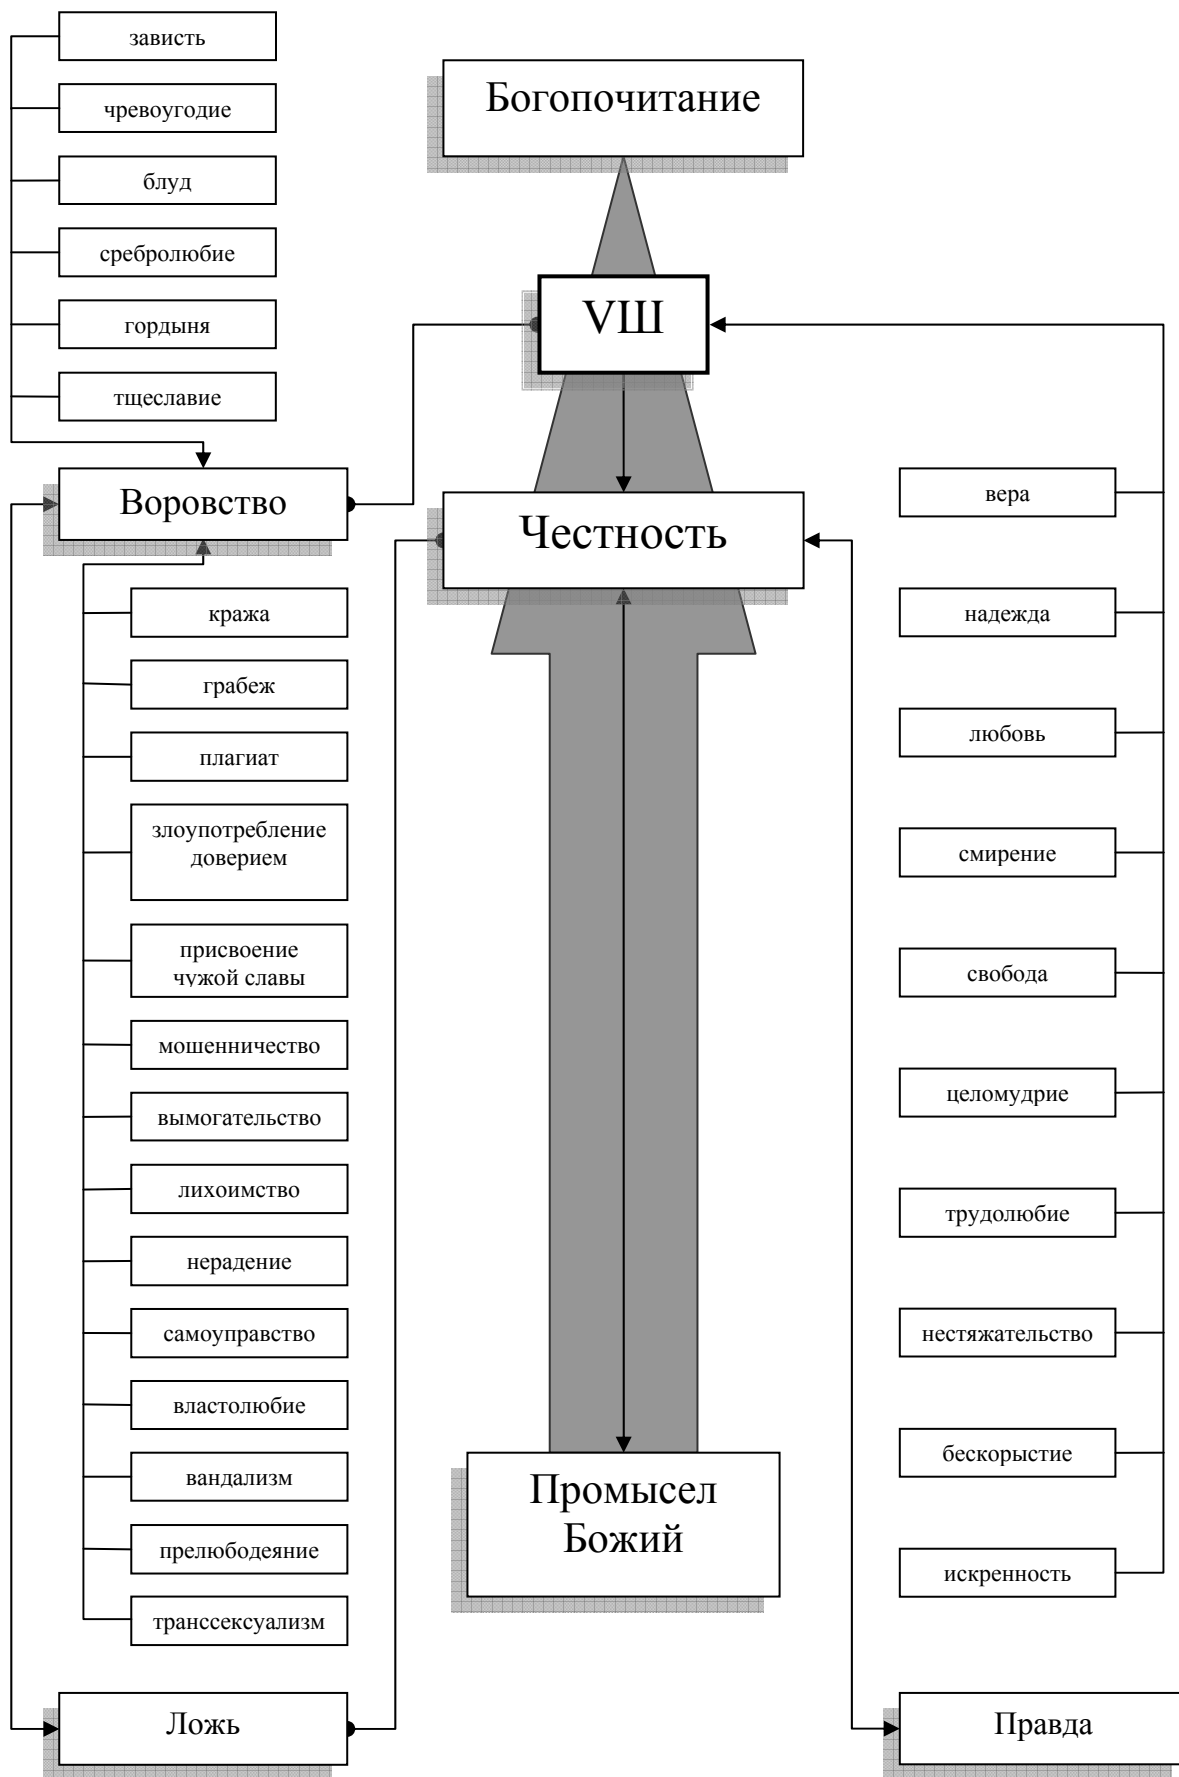 зависть
чревоугодие
блуд
сребролюбие
гордыня
тщеславие
Воровство
кража
грабеж
плагиат
злоупотребление
доверием
присвоение
чужой славы
мошенничество
вымогательство
лихоимство
нерадение
самоуправство
властолюбие
вандализм
прелюбодеяние
транссексуализм
Ложь
Богопочитание
VШ
Честность
Промысел
Божий
вера
надежда
любовь
смирение
свобода
целомудрие
трудолюбие
нестяжательство
бескорыстие
искренность
Правда